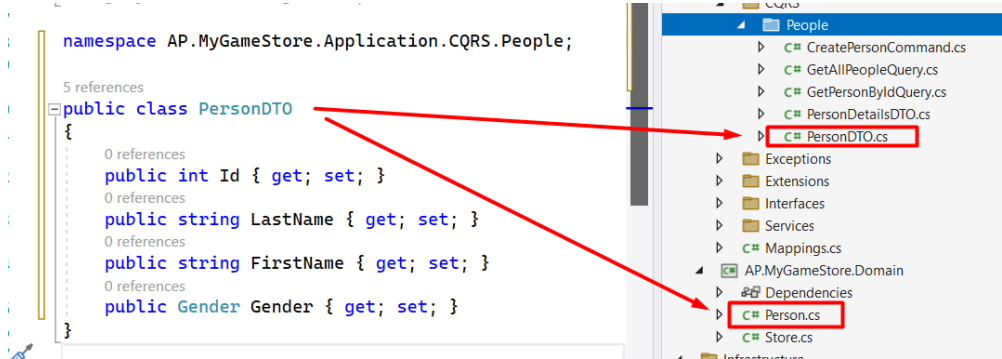 namespace AP.MyGameStore.Application.CQRS.People;
5 references
public class PersonDTO
{
0 references
public int Id { get; set; }
0 references
public string LastName { get; set; }
0 references
public string FirstName { get; set; }
0 references
public Gender Gender { get; set; }
}
CQRS
People
C# CreatePersonCommand.cs
C# GetAllPeopleQuery.cs
C# GetPersonByIdQuery.cs
C# PersonDetailsDTO.cs
C# PersonDTO.cs
Exceptions
Extensions
Interfaces
Services
C# Mappings.cs
C# AP.MyGameStore.Domain
Dependencies
C# Person.cs
C# Store.cs
Infrastructure